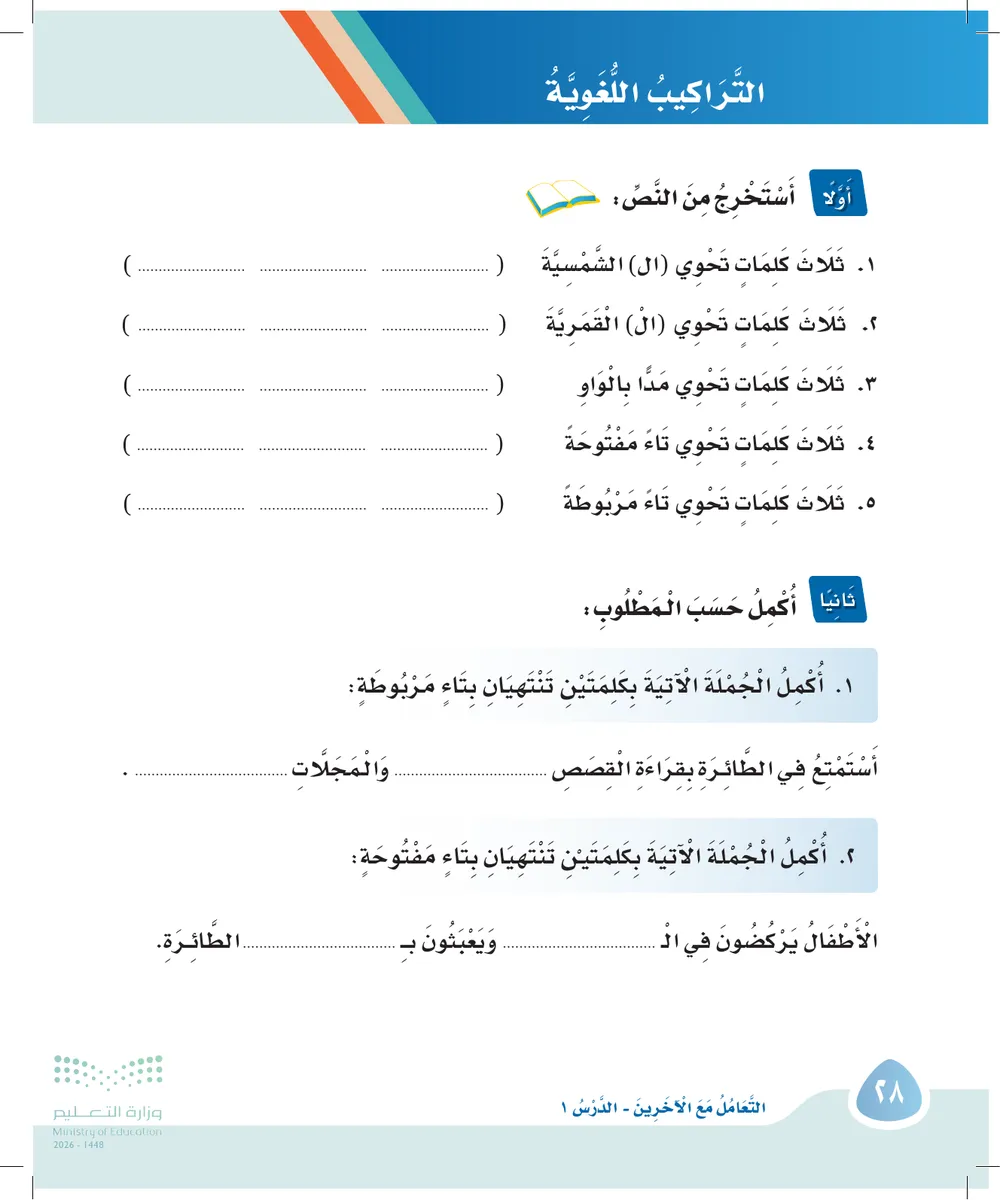 التَّرَاكِيبُ اللُّغَوِيَّةُ
أَوَّلًا أَسْتَخْرِجُ مِنَ النَّصِّ:
١. ثَلَاثَ كَلِمَاتٍ تَحْوِي (ال) الشَّمْسِيَّةَ ( .......................... .......................... .......................... )
٢. ثَلَاثَ كَلِمَاتٍ تَحْوِي (الْ) الْقَمَرِيَّةَ ( .......................... .......................... .......................... )
٣. ثَلَاثَ كَلِمَاتٍ تَحْوِي مَدًّا بِالْوَاوِ ( .......................... .......................... .......................... )
٤. ثَلَاثَ كَلِمَاتٍ تَحْوِي تَاءً مَفْتُوحَةً ( .......................... .......................... .......................... )
٥. ثَلَاثَ كَلِمَاتٍ تَحْوِي تَاءً مَرْبُوطَةً ( .......................... .......................... .......................... )
ثَانِيًا أُكْمِلُ حَسَبَ الْمَطْلُوبِ:
١. أُكْمِلُ الْجُمْلَةَ الْآتِيَةَ بِكَلِمَتَيْنِ تَنْتَهِيَانِ بِتَاءٍ مَرْبُوطَةٍ:
أَسْتَمْتِعُ فِي الطَّائِرَةِ بِقِرَاءَةِ الْقِصَصِ ..................................... وَالْمَجَلَّاتِ ..................................... .
٢. أُكْمِلُ الْجُمْلَةَ الْآتِيَةَ بِكَلِمَتَيْنِ تَنْتَهِيَانِ بِتَاءٍ مَفْتُوحَةٍ:
الْأَطْفَالُ يَرْكُضُونَ فِي الْـ ..................................... وَيَعْبَثُونَ بِـ ..................................... الطَّائِرَةِ.
وزارة التعليم
Ministry of Education
2026 - 1448
التَّعَامُلُ مَعَ الْآخَرِينَ - الدَّرْسُ ١
٢٨